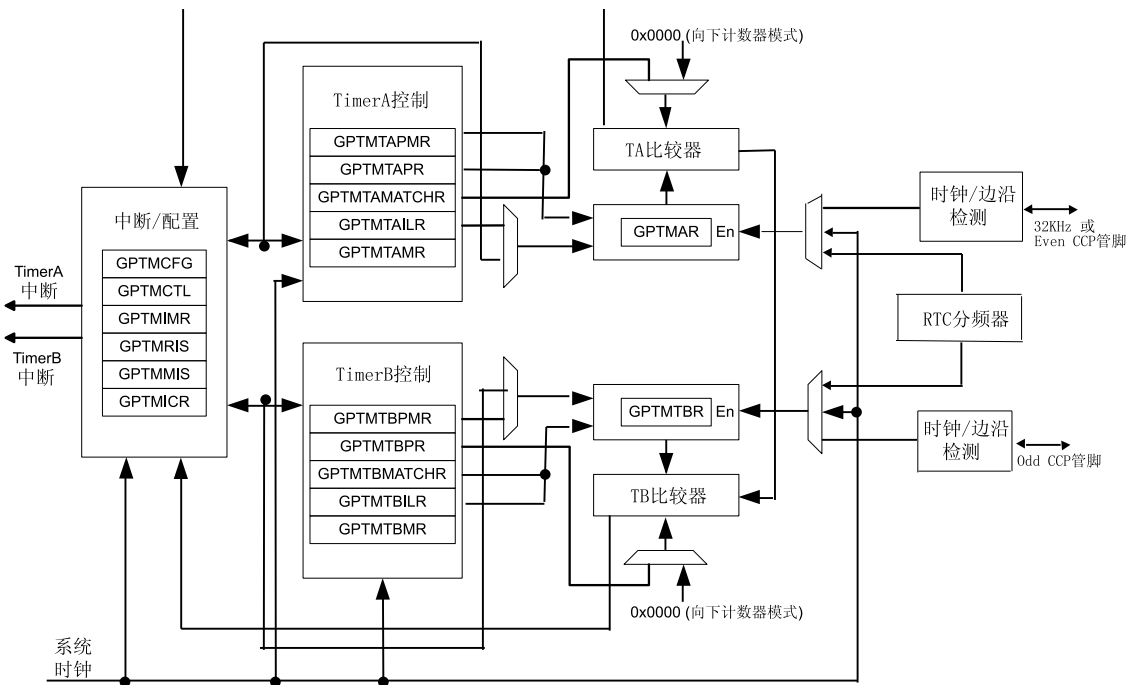 0x0000 (向下计数器模式)
TimerA控制
GPTMTAPMR
GPTMTAPR
GPTMTAMATCHR
GPTMTAILR
GPTMTAMR
TA比较器
GPTMAR En
时钟/边沿
检测
32KHz 或
Even CCP管脚
中断/配置
GPTMCFG
GPTMCTL
GPTMIMR
GPTMRIS
GPTMMIS
GPTMICR
TimerA
中断
TimerB
中断
RTC分频器
TimerB控制
GPTMTBPMR
GPTMTBPR
GPTMTBMATCHR
GPTMTBILR
GPTMTBMR
GPTMTBR En
TB比较器
时钟/边沿
检测
Odd CCP管脚
0x0000 (向下计数器模式)
系统
时钟